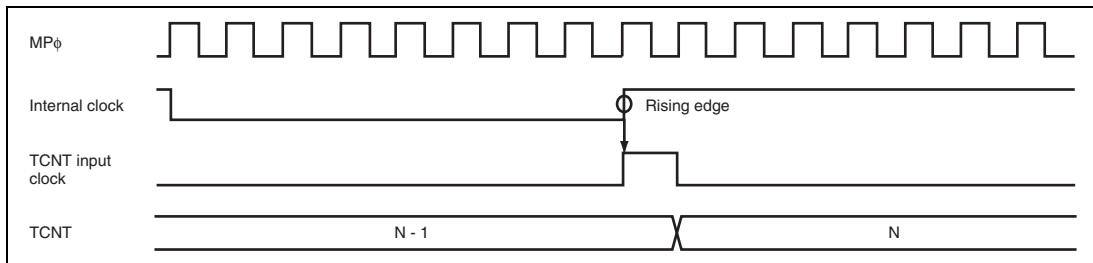 MPϕ
Internal clock
Rising edge
TCNT input
clock
TCNT
N - 1
N